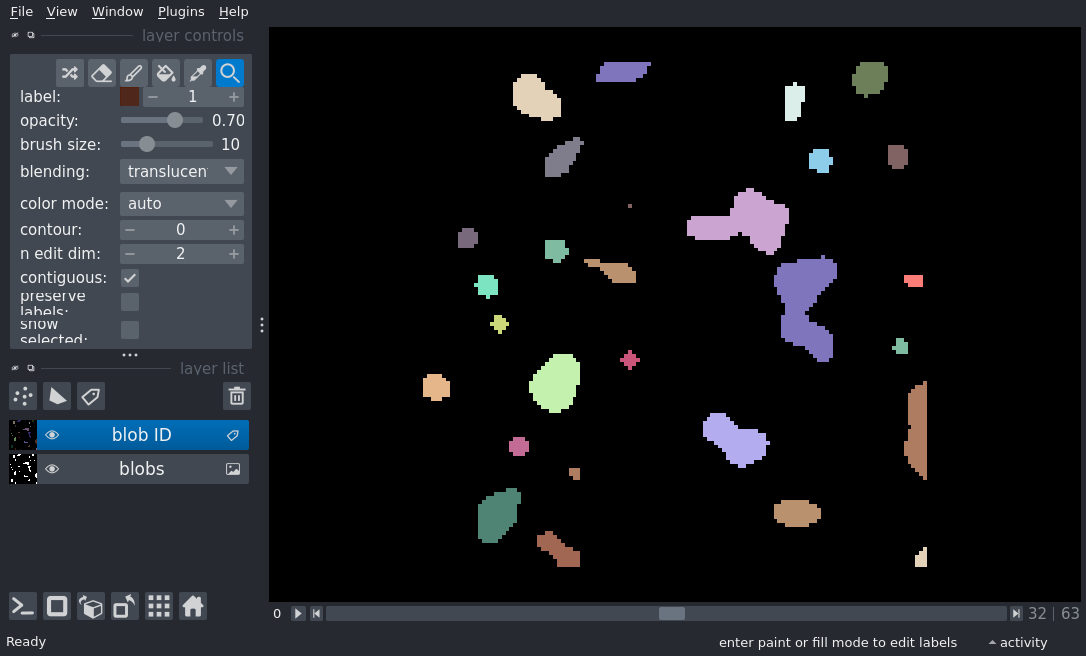 File View Window Plugins Help
layer controls
label: 1
opacity: 0.70
brush size: 10
blending: translucen
color mode: auto
contour: 0
n edit dim: 2
contiguous:
preserve
labels:
show
selected:
layer list
blob ID
blobs
0 32 | 63
Ready enter paint or fill mode to edit labels activity